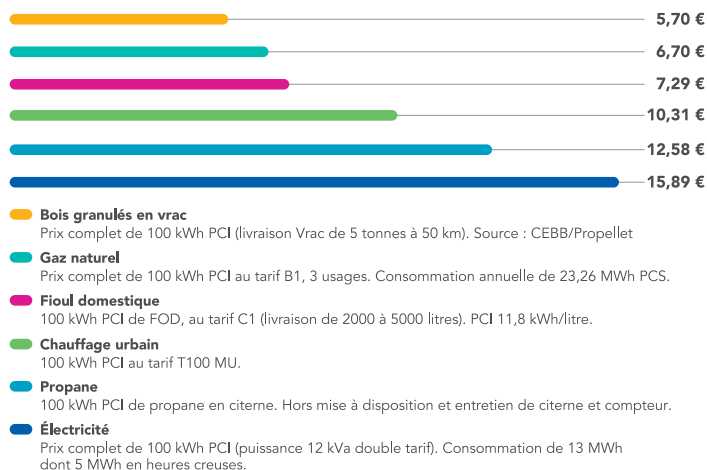 5,70 €
6,70 €
7,29 €
10,31 €
12,58 €
15,89 €
Bois granulés en vrac
Prix complet de 100 kWh PCI (livraison Vrac de 5 tonnes à 50 km). Source : CEBB/Propellet
Gaz naturel
Prix complet de 100 kWh PCI au tarif B1, 3 usages. Consommation annuelle de 23,26 MWh PCS.
Fioul domestique
100 kWh PCI de FOD, au tarif C1 (livraison de 2000 à 5000 litres). PCI 11,8 kWh/litre.
Chauffage urbain
100 kWh PCI au tarif T100 MU.
Propane
100 kWh PCI de propane en citerne. Hors mise à disposition et entretien de citerne et compteur.
Électricité
Prix complet de 100 kWh PCI (puissance 12 kVa double tarif). Consommation de 13 MWh
dont 5 MWh en heures creuses.